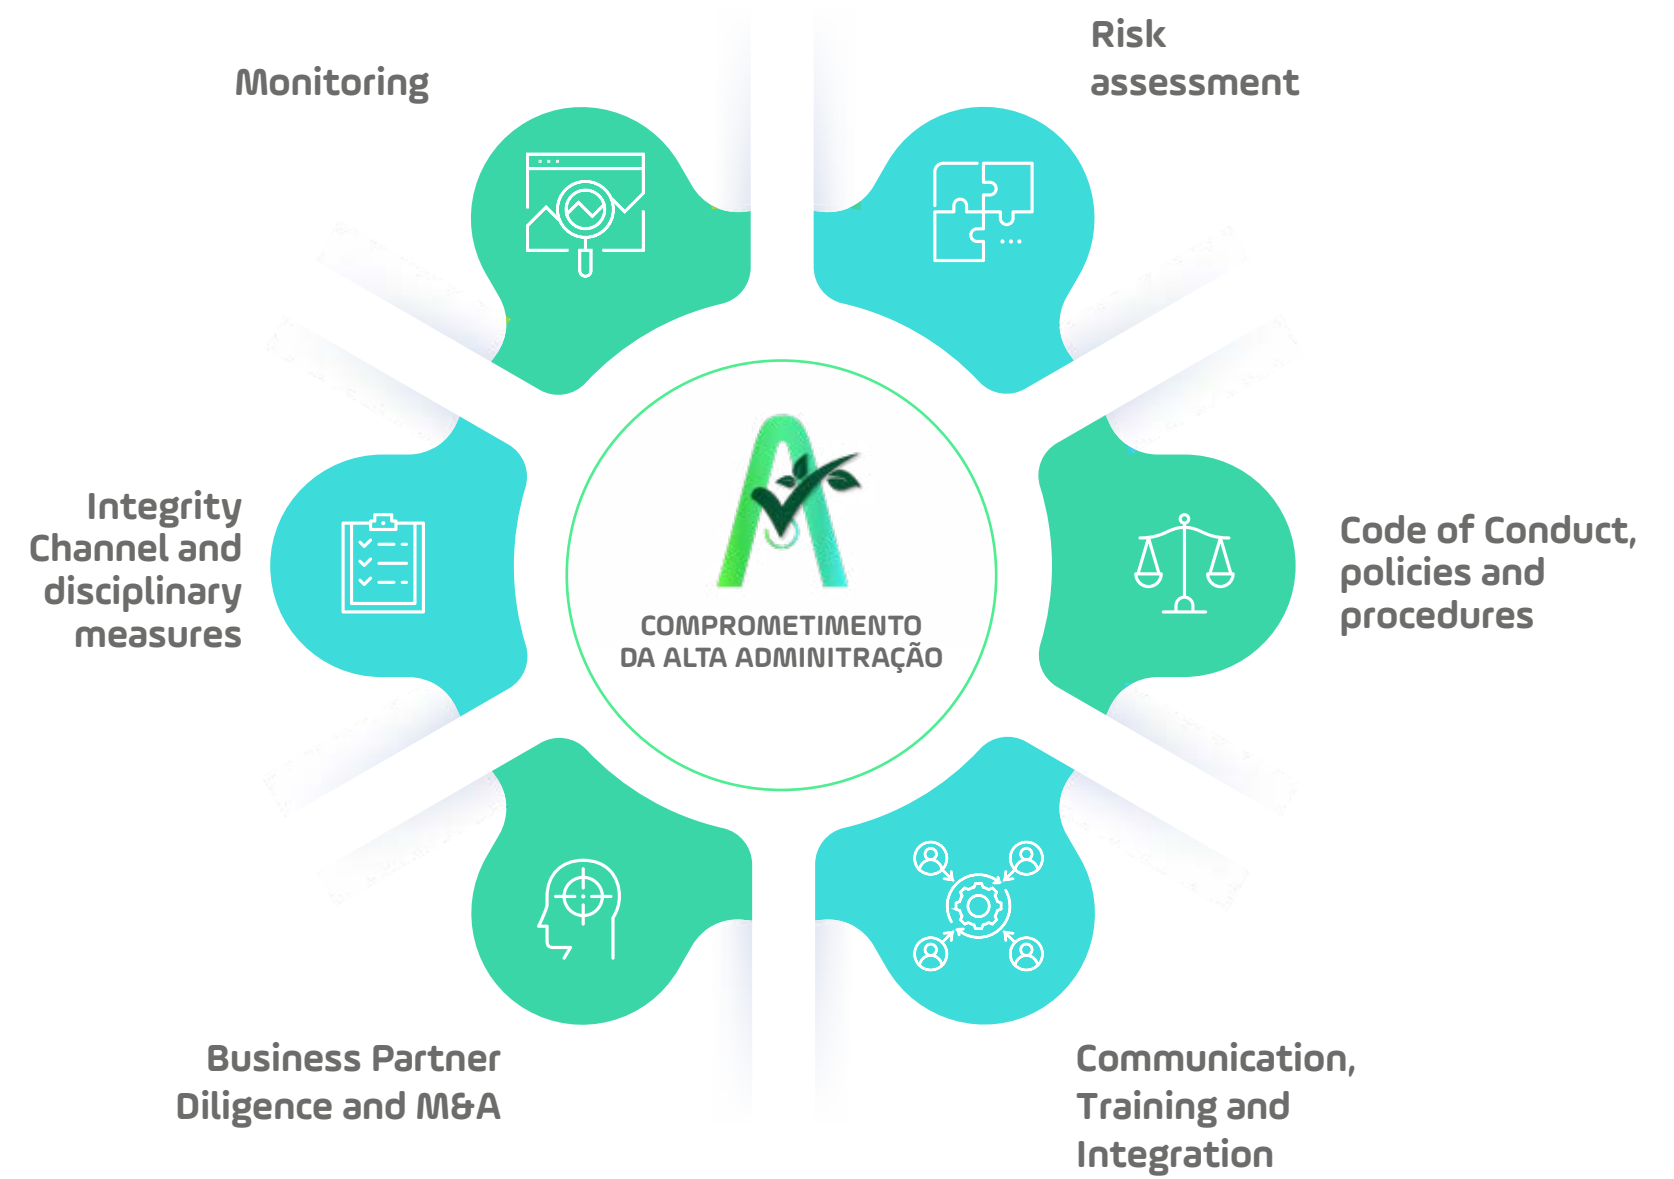 Monitoring
Risk
assessment
Integrity
Channel and
disciplinary
measures
COMPROMETIMENTO
DA ALTA ADMINITRAÇÃO
Code of Conduct,
policies and
procedures
Business Partner
Diligence and M&A
Communication,
Training and
Integration